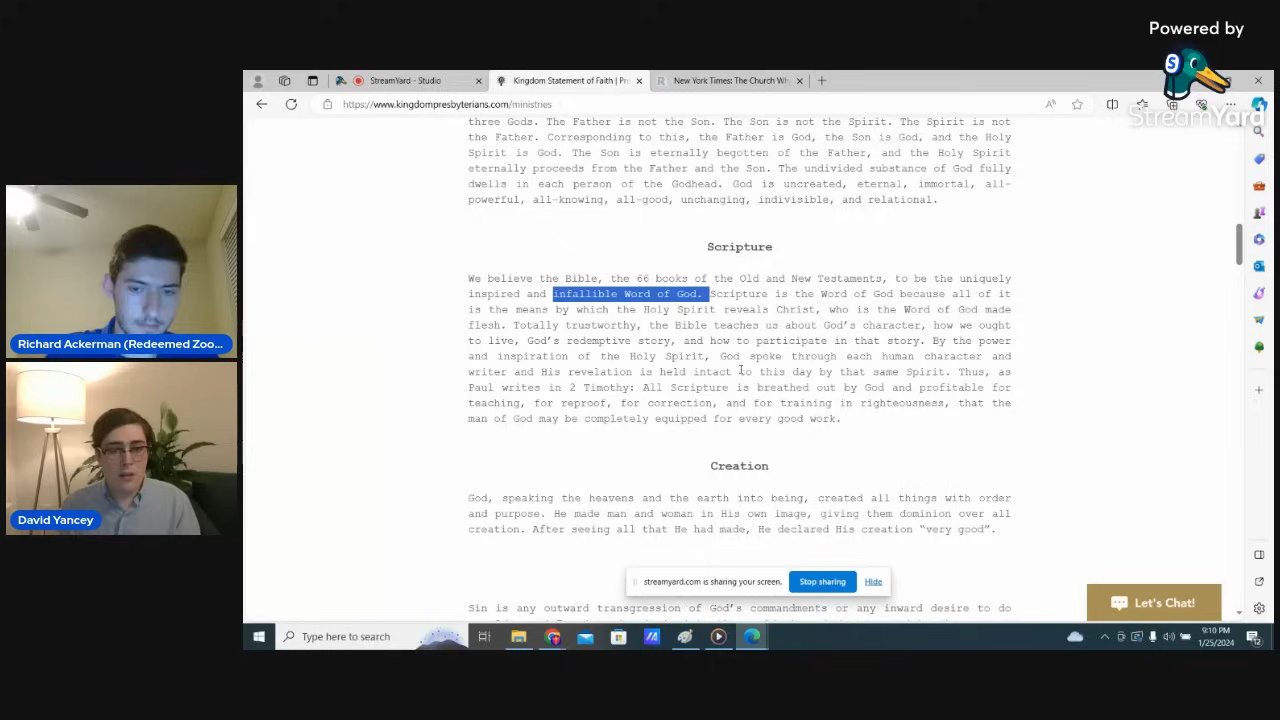 Powered by
StreamYard
StreamYard - Studio
Kingdom Statement of Faith | Pr
New York Times: The Church Wh
https://www.kingdompresbyterians.com/ministries
three Gods. The Father is not the Son. The Son is not the Spirit. The Spirit is not
the Father. Corresponding to this, the Father is God, the Son is God, and the Holy
Spirit is God. The Son is eternally begotten of the Father, and the Holy Spirit
eternally proceeds from the Father and the Son. The undivided substance of God fully
dwells in each person of the Godhead. God is uncreated, eternal, immortal, all-
powerful, all-knowing, all-good, unchanging, indivisible, and relational.
Scripture
We believe the Bible, the 66 books of the Old and New Testaments, to be the uniquely
inspired and infallible Word of God. Scripture is the Word of God because all of it
is the means by which the Holy Spirit reveals Christ, who is the Word of God made
flesh. Totally trustworthy, the Bible teaches us about God's character, how we ought
to live, God's redemptive story, and how to participate in that story. By the power
and inspiration of the Holy Spirit, God spoke through each human character and
writer and His revelation is held intact to this day by that same Spirit. Thus, as
Paul writes in 2 Timothy: All Scripture is breathed out by God and profitable for
teaching, for reproof, for correction, and for training in righteousness, that the
man of God may be completely equipped for every good work.
Creation
God, speaking the heavens and the earth into being, created all things with order
and purpose. He made man and woman in His own image, giving them dominion over all
creation. After seeing all that He had made, He declared His creation “very good”.
streamyard.com is sharing your screen.
Stop sharing
Hide
Let's Chat!
Sin is any outward transgression of God's commandments or any inward desire to do
Richard Ackerman (Redeemed Zoo...
David Yancey
Type here to search
9:10 PM
1/25/2024